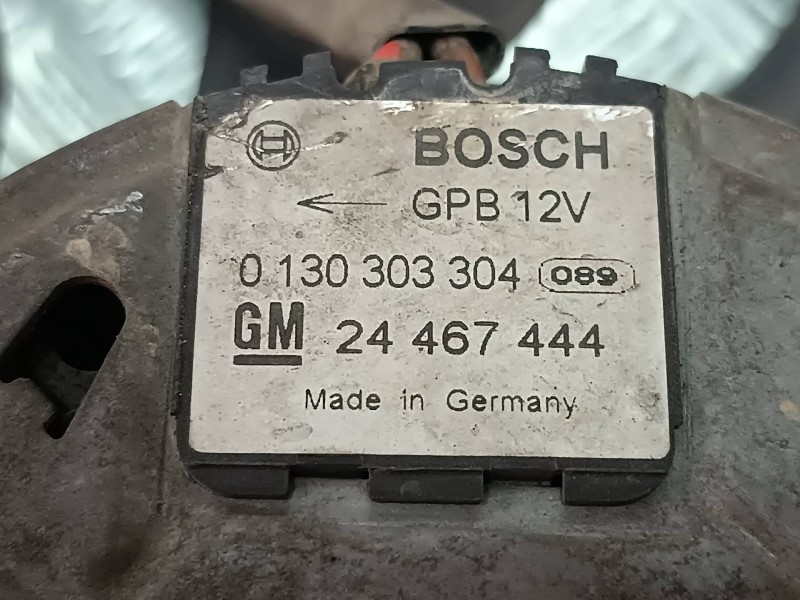 BOSCH
← GPB 12V
0 130 303 304 089
GM 24 467 444
Made in Germany